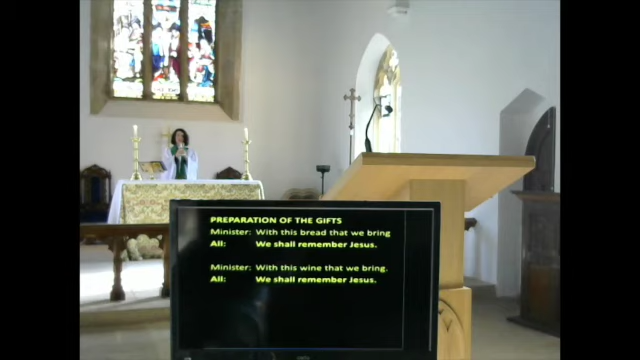 PREPARATION OF THE GIFTS
Minister: With this bread that we bring
All: We shall remember Jesus.
Minister: With this wine that we bring.
All: We shall remember Jesus.